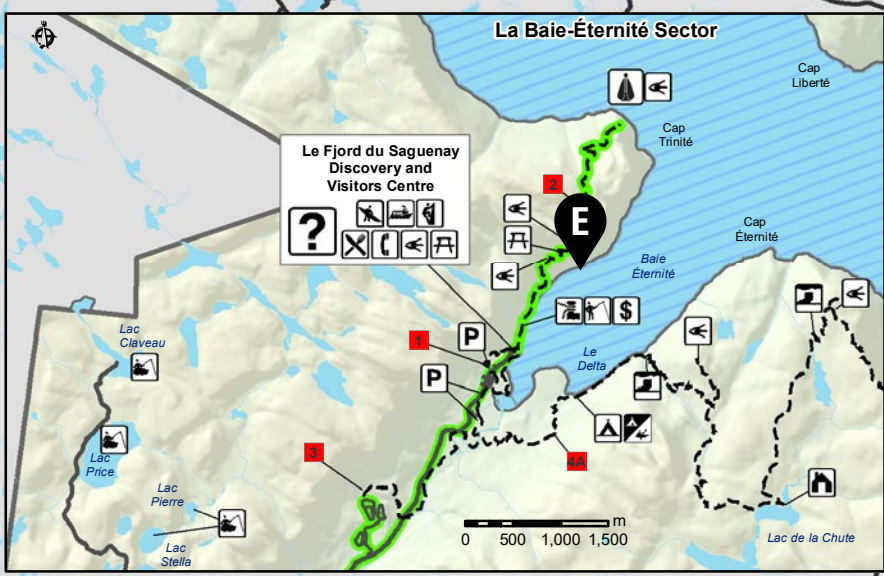 La Baie-Éternité Sector
Cap
Liberté
Cap
Trinité
Le Fjord du Saguenay
Discovery and
Visitors Centre
?
2
E
Cap
Éternité
Baie
Éternité
$
Lac
Claveau
1
P
P
Le
Delta
Lac
Price
3
4A
Lac
Pierre
Lac
Stella
m
0 500 1,000 1,500
Lac de la Chute